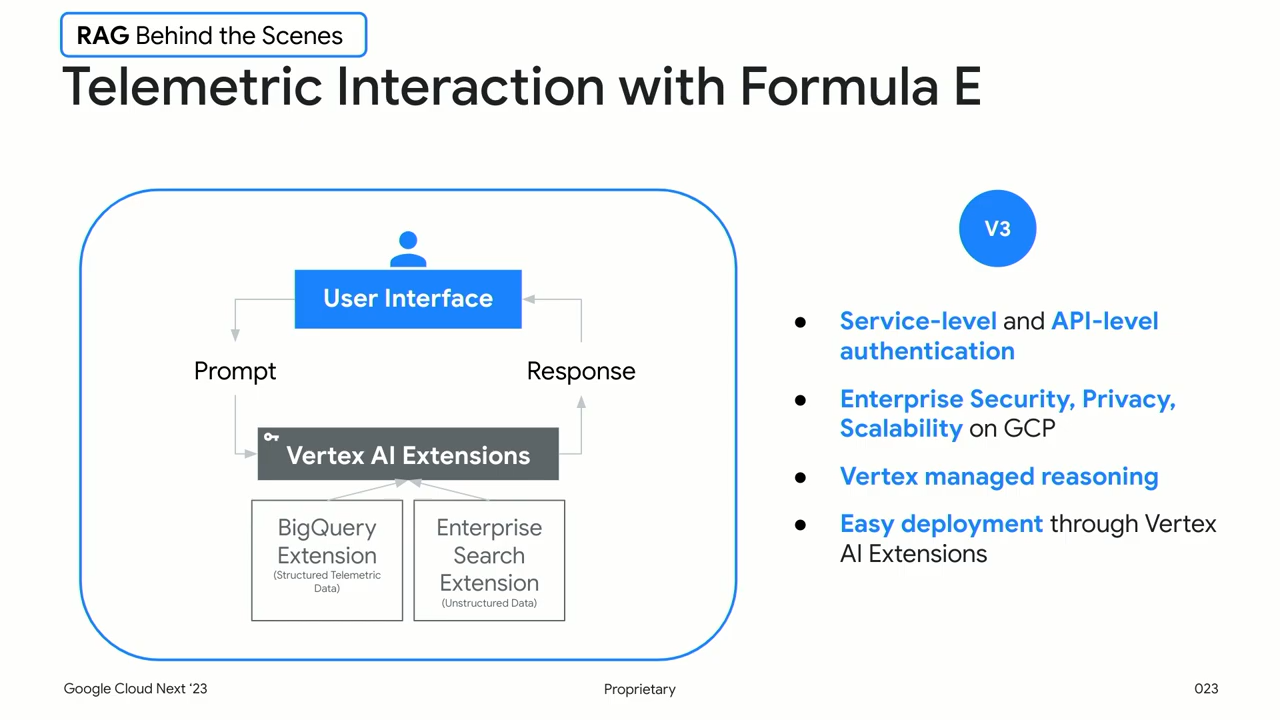 RAG Behind the Scenes
Telemetric Interaction with Formula E
User Interface
Prompt
Response
Vertex AI Extensions
BigQuery
Extension
(Structured Telemetric
Data)
Enterprise
Search
Extension
(Unstructured Data)
V3
● Service-level and API-level
authentication
● Enterprise Security, Privacy,
Scalability on GCP
● Vertex managed reasoning
● Easy deployment through Vertex
AI Extensions
Google Cloud Next ‘23
Proprietary
023